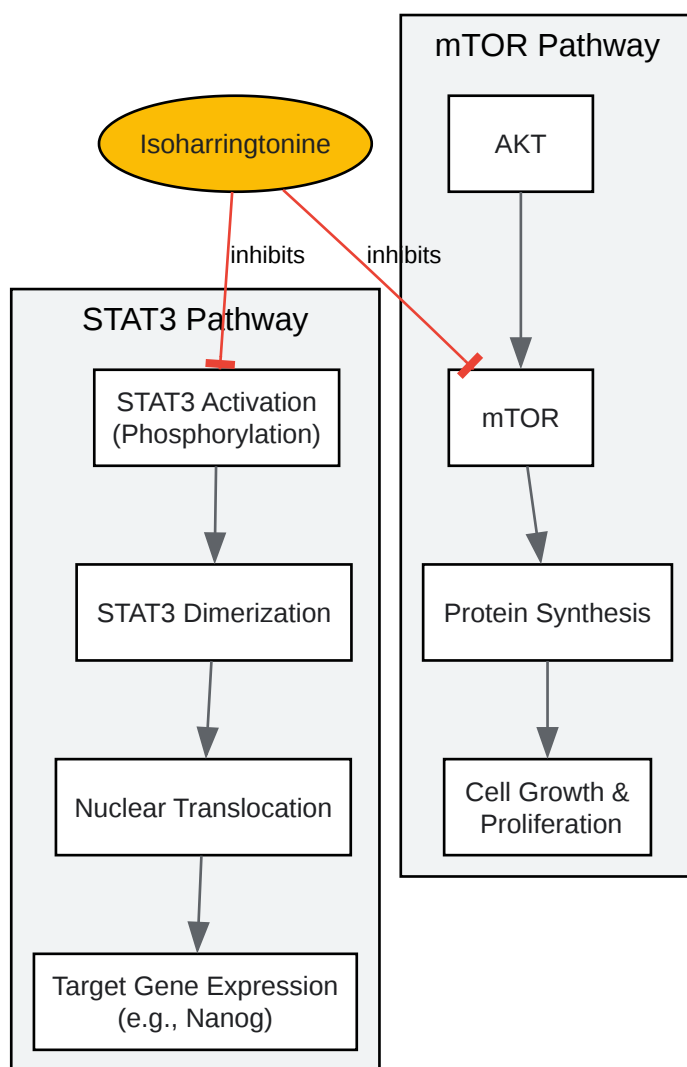 mTOR Pathway
Isoharringtonine
AKT
inhibits
inhibits
STAT3 Pathway
STAT3 Activation
(Phosphorylation)
mTOR
STAT3 Dimerization
Protein Synthesis
Nuclear Translocation
Cell Growth &
Proliferation
Target Gene Expression
(e.g., Nanog)